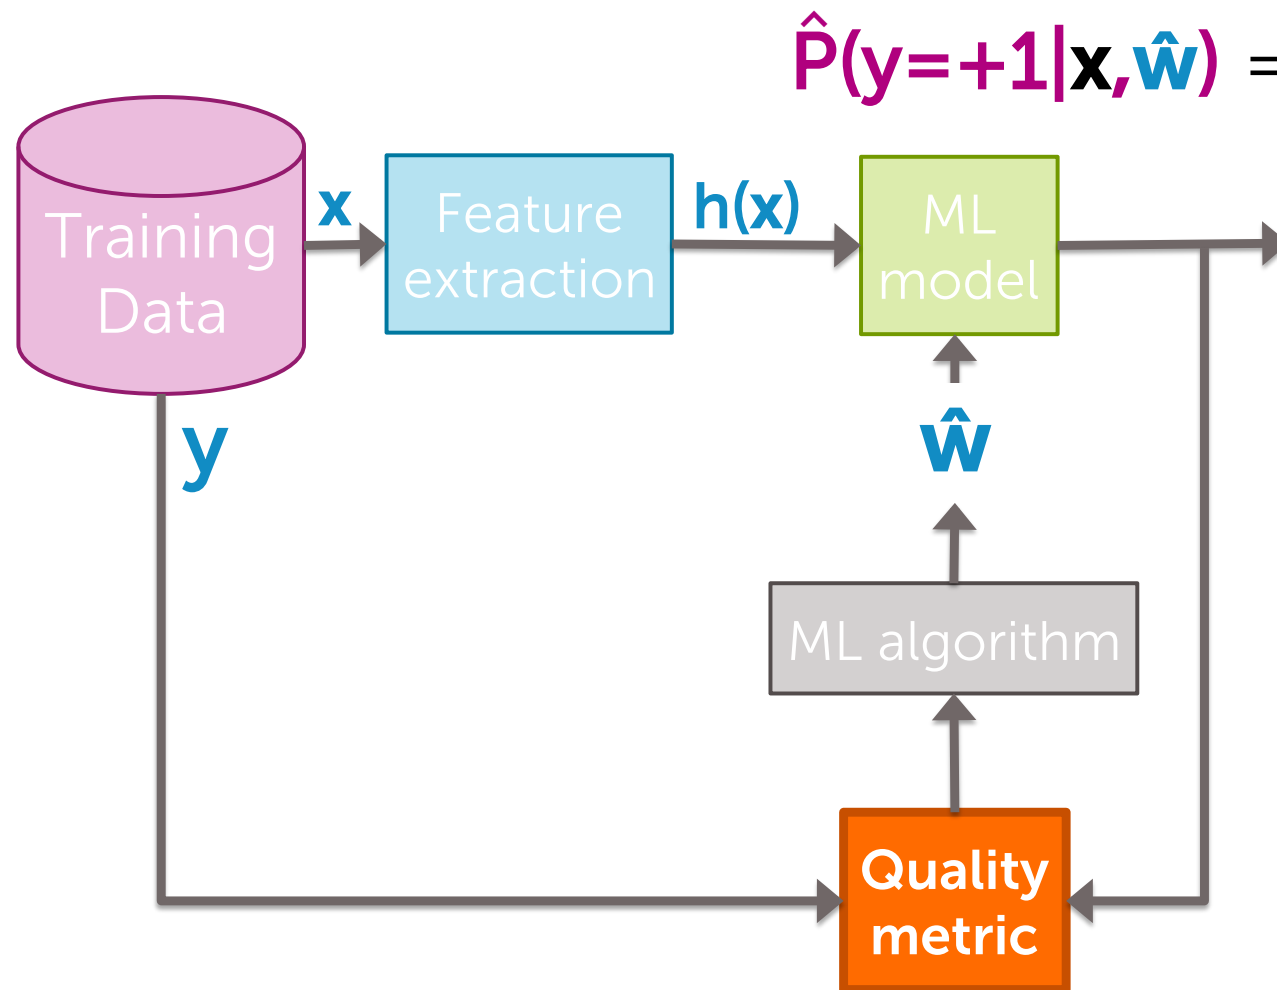 P̂(y=+1|x,ŵ) =
Training
Data
x
Feature
extraction
h(x)
ML
model
y
ŵ
ML algorithm
Quality
metric